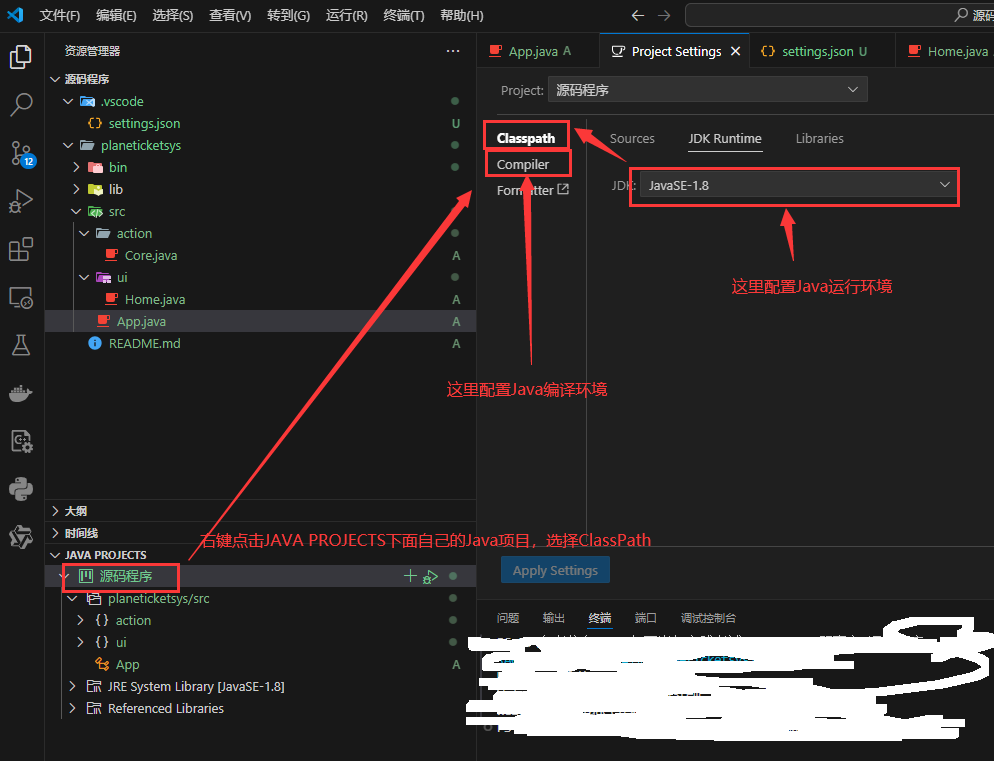 文件(F) 编辑(E) 选择(S) 查看(V) 转到(G) 运行(R) 终端(T) 帮助(H)
源码
资源管理器
App.java A
Project Settings
settings.json U
Home.java
源码程序
.vscode
settings.json U
planeticketsys
bin
lib
src
action
Core.java A
ui
Home.java A
App.java A
README.md A
12
Project: 源码程序
Classpath
Compiler
Formatter
Sources JDK Runtime Libraries
JDK: JavaSE-1.8
这里配置Java运行环境
这里配置Java编译环境
大纲
时间线
右键点击JAVA PROJECTS下面自己的Java项目，选择ClassPath
JAVA PROJECTS
源码程序
planeticketsys/src
action
ui
App A
JRE System Library [JavaSE-1.8]
Referenced Libraries
Apply Settings
问题 输出 终端 端口 调试控制台